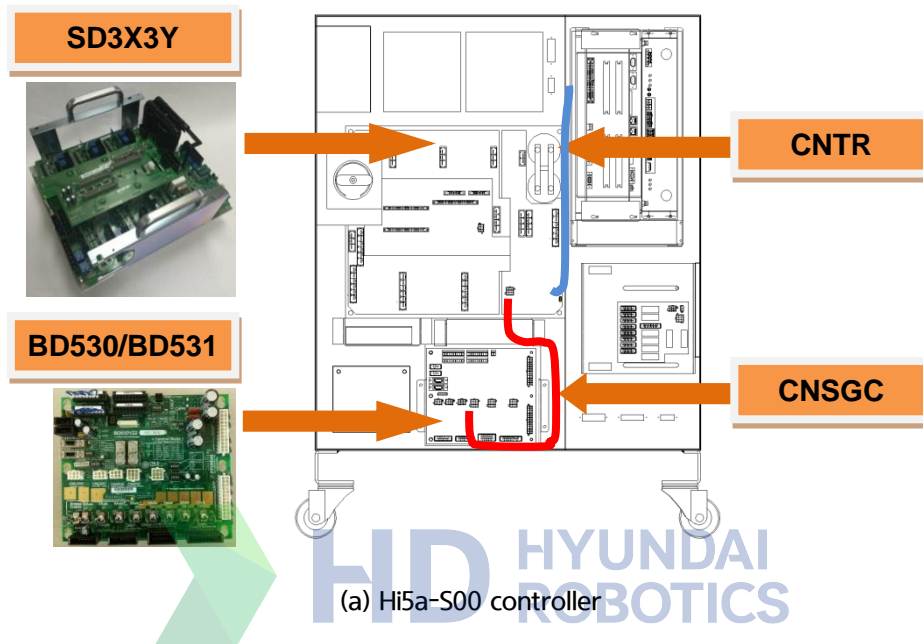 SD3X3Y
CNTR
BD530/BD531
CNSGC
HD HYUNDAI
ROBOTICS
(a) Hi5a-S00 controller